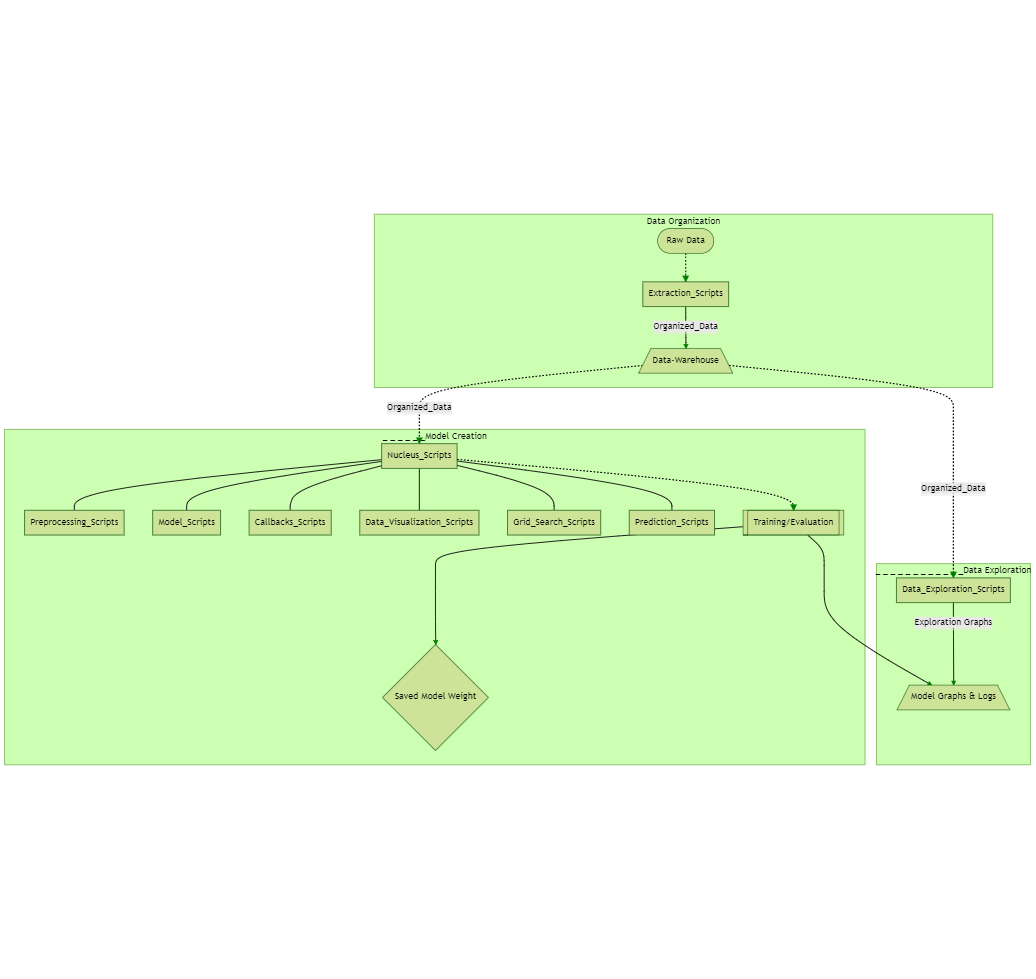 Data Organization
Raw Data
Extraction_Scripts
Organized_Data
Data-Warehouse
Organized_Data
Model Creation
Nucleus_Scripts
Organized_Data
Preprocessing_Scripts
Model_Scripts
Callbacks_Scripts
Data_Visualization_Scripts
Grid_Search_Scripts
Prediction_Scripts
Training/Evaluation
Data Exploration
Data_Exploration_Scripts
Exploration Graphs
Saved Model Weight
Model Graphs & Logs